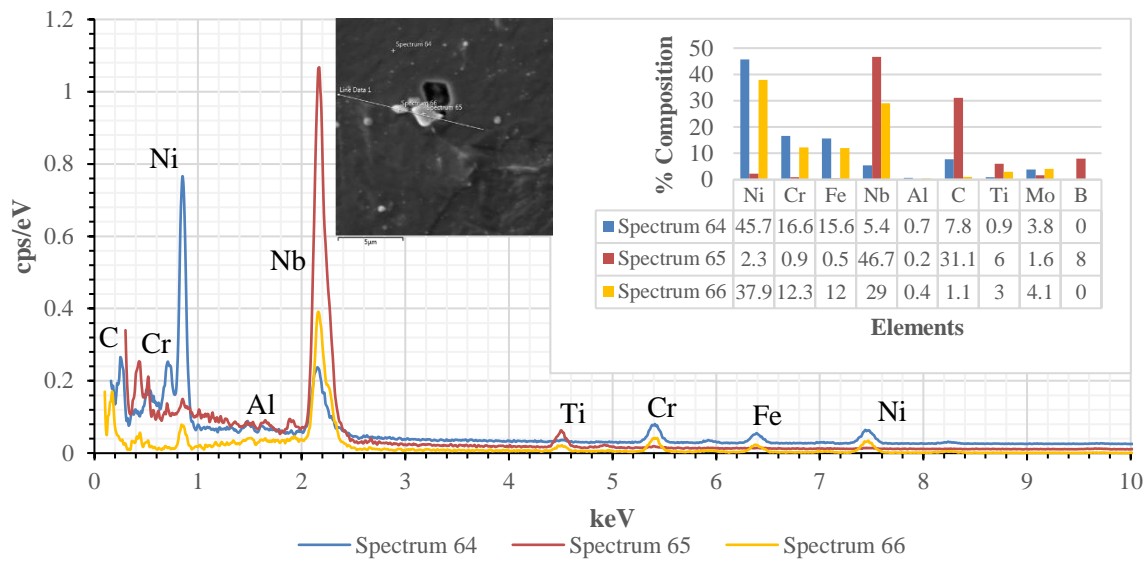 1.2
1
0.8
0.6
0.4
0.2
0
cps/eV
0 1 2 3 4 5 6 7 8 9 10
keV
C
Cr
Ni
Al
Nb
Ti
Cr
Fe
Ni
Spectrum 64
Line Data 1
Spectrum 66
Spectrum 65
5µm
50
40
30
20
10
0
% Composition
Ni Cr Fe Nb Al C Ti Mo B
Spectrum 64 45.7 16.6 15.6 5.4 0.7 7.8 0.9 3.8 0
Spectrum 65 2.3 0.9 0.5 46.7 0.2 31.1 6 1.6 8
Spectrum 66 37.9 12.3 12 29 0.4 1.1 3 4.1 0
Elements
Spectrum 64 Spectrum 65 Spectrum 66